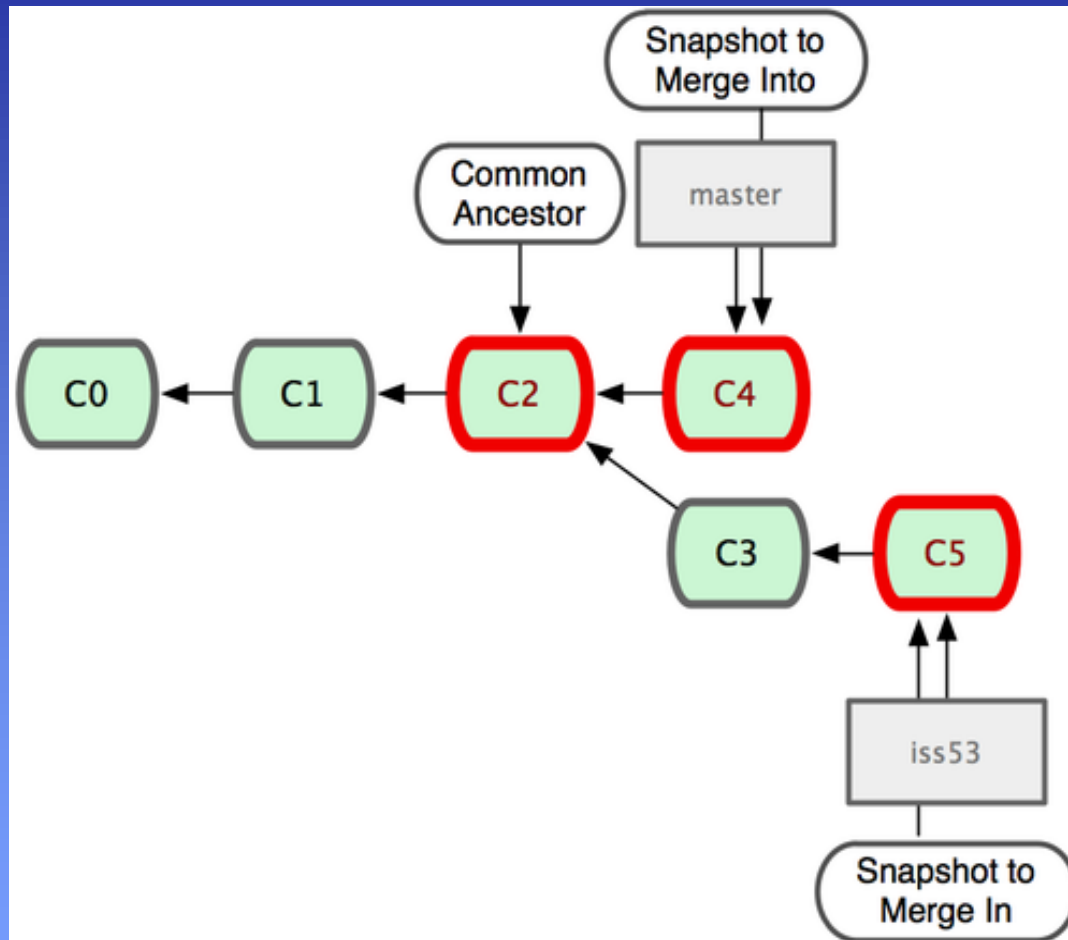 Snapshot to
Merge Into
Common
Ancestor
master
C0
C1
C2
C4
C3
C5
iss53
Snapshot to
Merge In